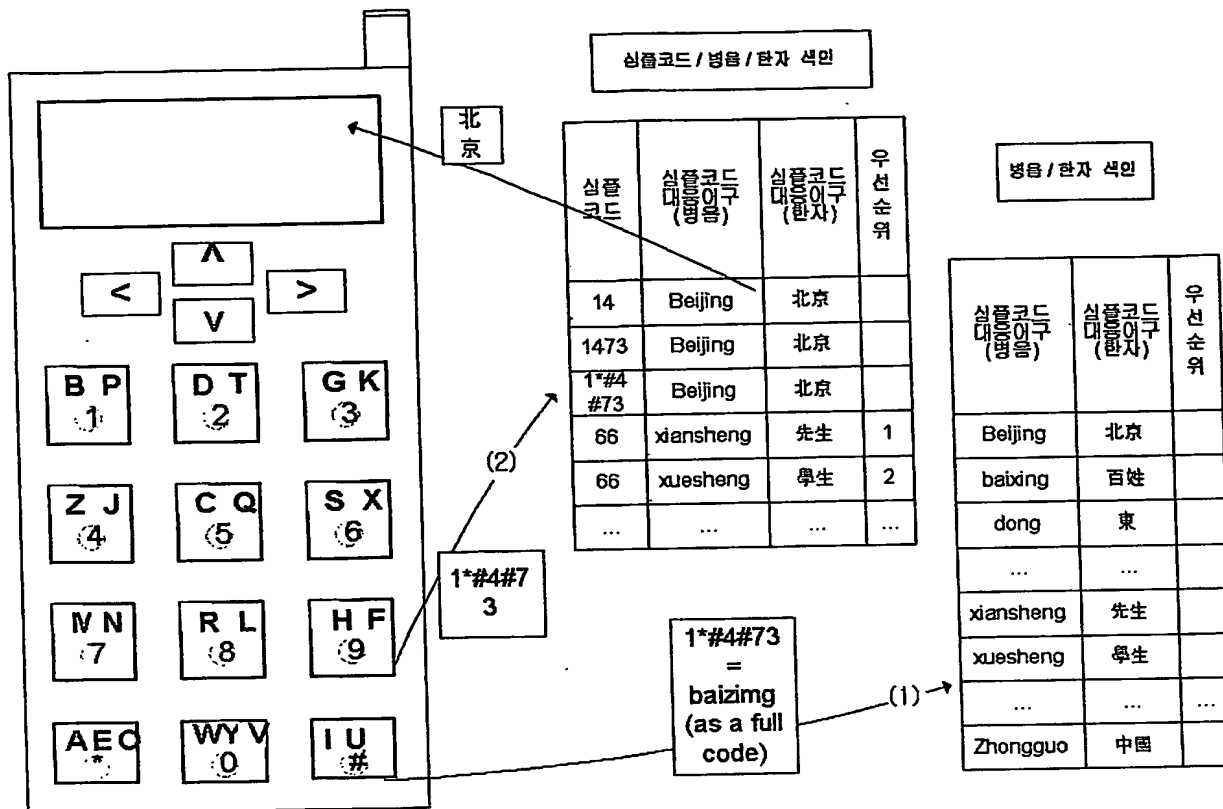 심플코드 / 병음 / 한자 색인
北
京
심플
코드
심플코드
대응어구
(병음)
심플코드
대응어구
(한자)
우
선
순
위
14 Beijing 北京
1473 Beijing 北京
1*#4
#73 Beijing 北京
66 xiansheng 先生 1
66 xuesheng 學生 2
... ... ... ...
병음 / 한자 색인
심플코드
대응어구
(병음)
심플코드
대응어구
(한자)
우
선
순
위
Beijing 北京
baixing 百姓
dong 東
... ...
xiansheng 先生
xuesheng 學生
... ... ...
Zhongguo 中國
^
< >
V
B P D T G K
1 2 3
Z J C Q S X
4 5 6
M N R L H F
7 8 9
A E O W Y V I U
* 0 #
(2)
1*#4#7
3
1*#4#73
=
baizimg
(as a full
code)
(1)